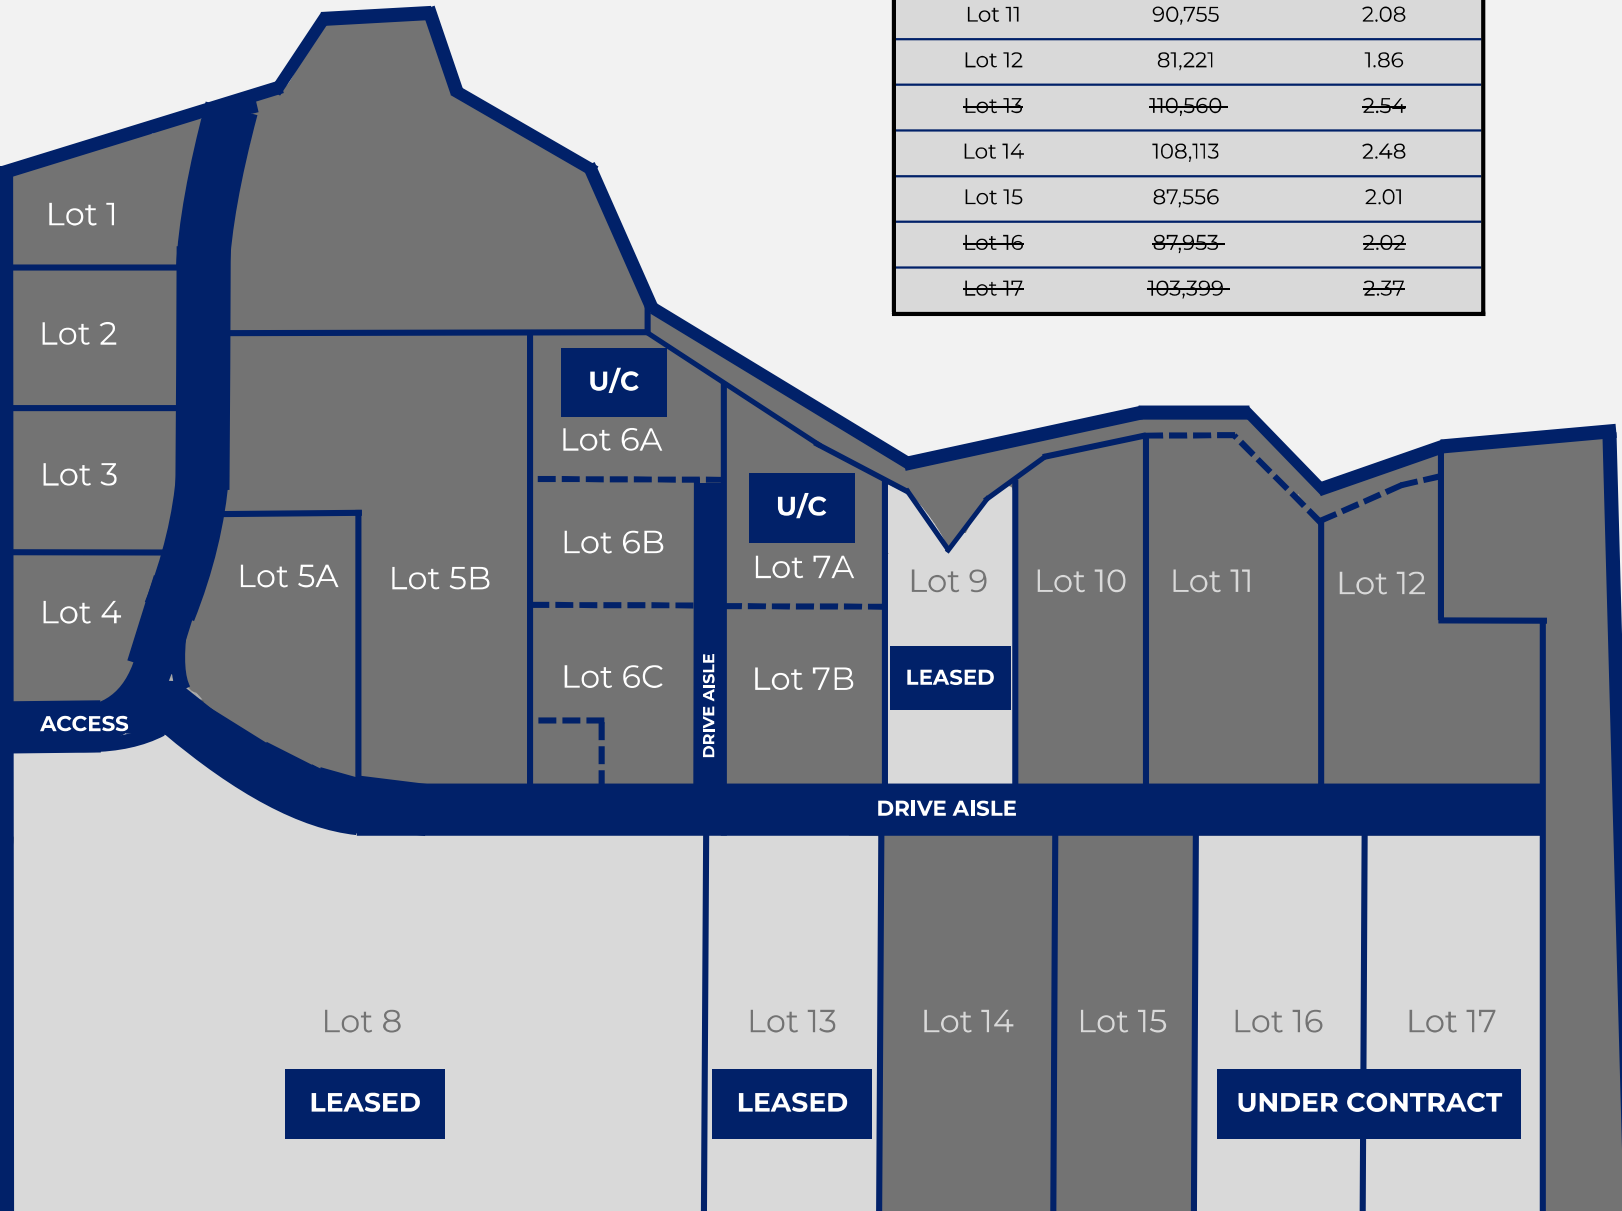 Lot 11 90,755 2.08
Lot 12 81,221 1.86
Lot 13 110,560 2.54
Lot 14 108,113 2.48
Lot 15 87,556 2.01
Lot 16 87,953 2.02
Lot 17 103,399 2.37
Lot 1
Lot 2
Lot 3
Lot 4
ACCESS
Lot 5A
Lot 5B
U/C
Lot 6A
Lot 6B
Lot 6C
DRIVE AISLE
U/C
Lot 7A
Lot 7B
Lot 9
LEASED
Lot 10
Lot 11
Lot 12
DRIVE AISLE
Lot 8
LEASED
Lot 13
LEASED
Lot 14
Lot 15
Lot 16
Lot 17
UNDER CONTRACT